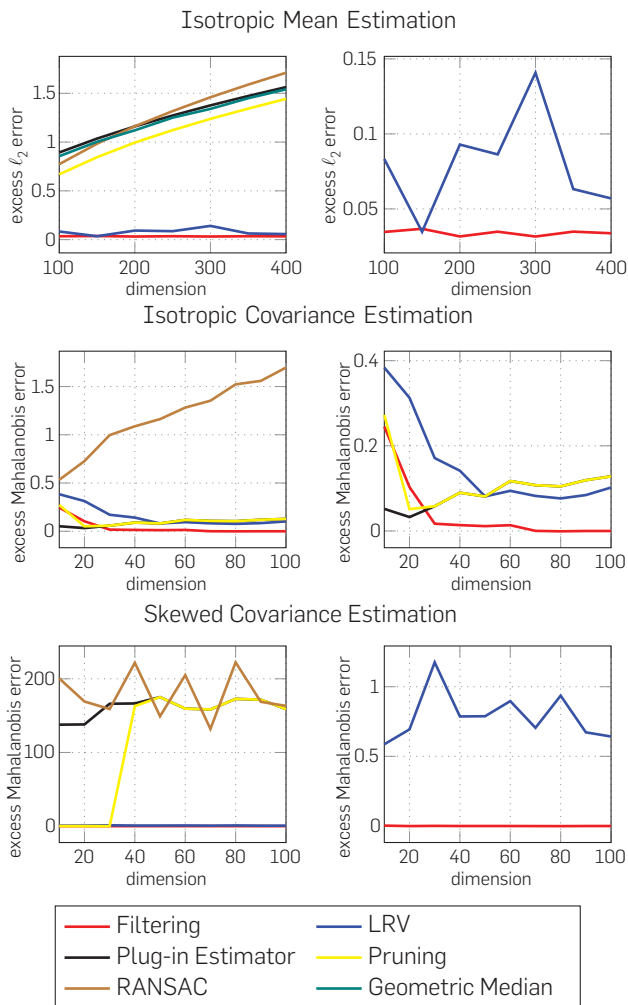 Isotropic Mean Estimation
excess ℓ2 error
1.5
1
0.5
0
100 200 300 400
dimension
excess ℓ2 error
0.15
0.1
0.05
100 200 300 400
dimension
Isotropic Covariance Estimation
excess Mahalanobis error
1.5
1
0.5
0
20 40 60 80 100
dimension
excess Mahalanobis error
0.4
0.2
0
20 40 60 80 100
dimension
Skewed Covariance Estimation
excess Mahalanobis error
200
100
0
20 40 60 80 100
dimension
excess Mahalanobis error
1
0.5
0
20 40 60 80 100
dimension
Filtering
LRV
Plug-in Estimator
Pruning
RANSAC
Geometric Median